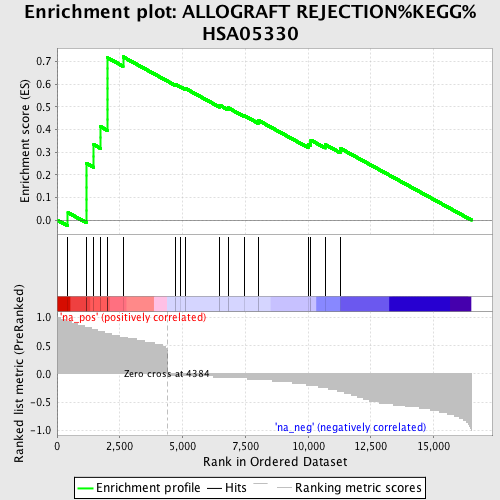 Enrichment plot: ALLOGRAFT REJECTION%KEGG%
HSA05330
Enrichment score (ES)
0.7
0.6
0.5
0.4
0.3
0.2
0.1
0.0
Ranked list metric (PreRanked)
1.0
0.5
0.0
-0.5
-1.0
'na_pos' (positively correlated)
Zero cross at 4384
'na_neg' (negatively correlated)
0 2,500 5,000 7,500 10,000 12,500 15,000
Rank in Ordered Dataset
Enrichment profile Hits Ranking metric scores